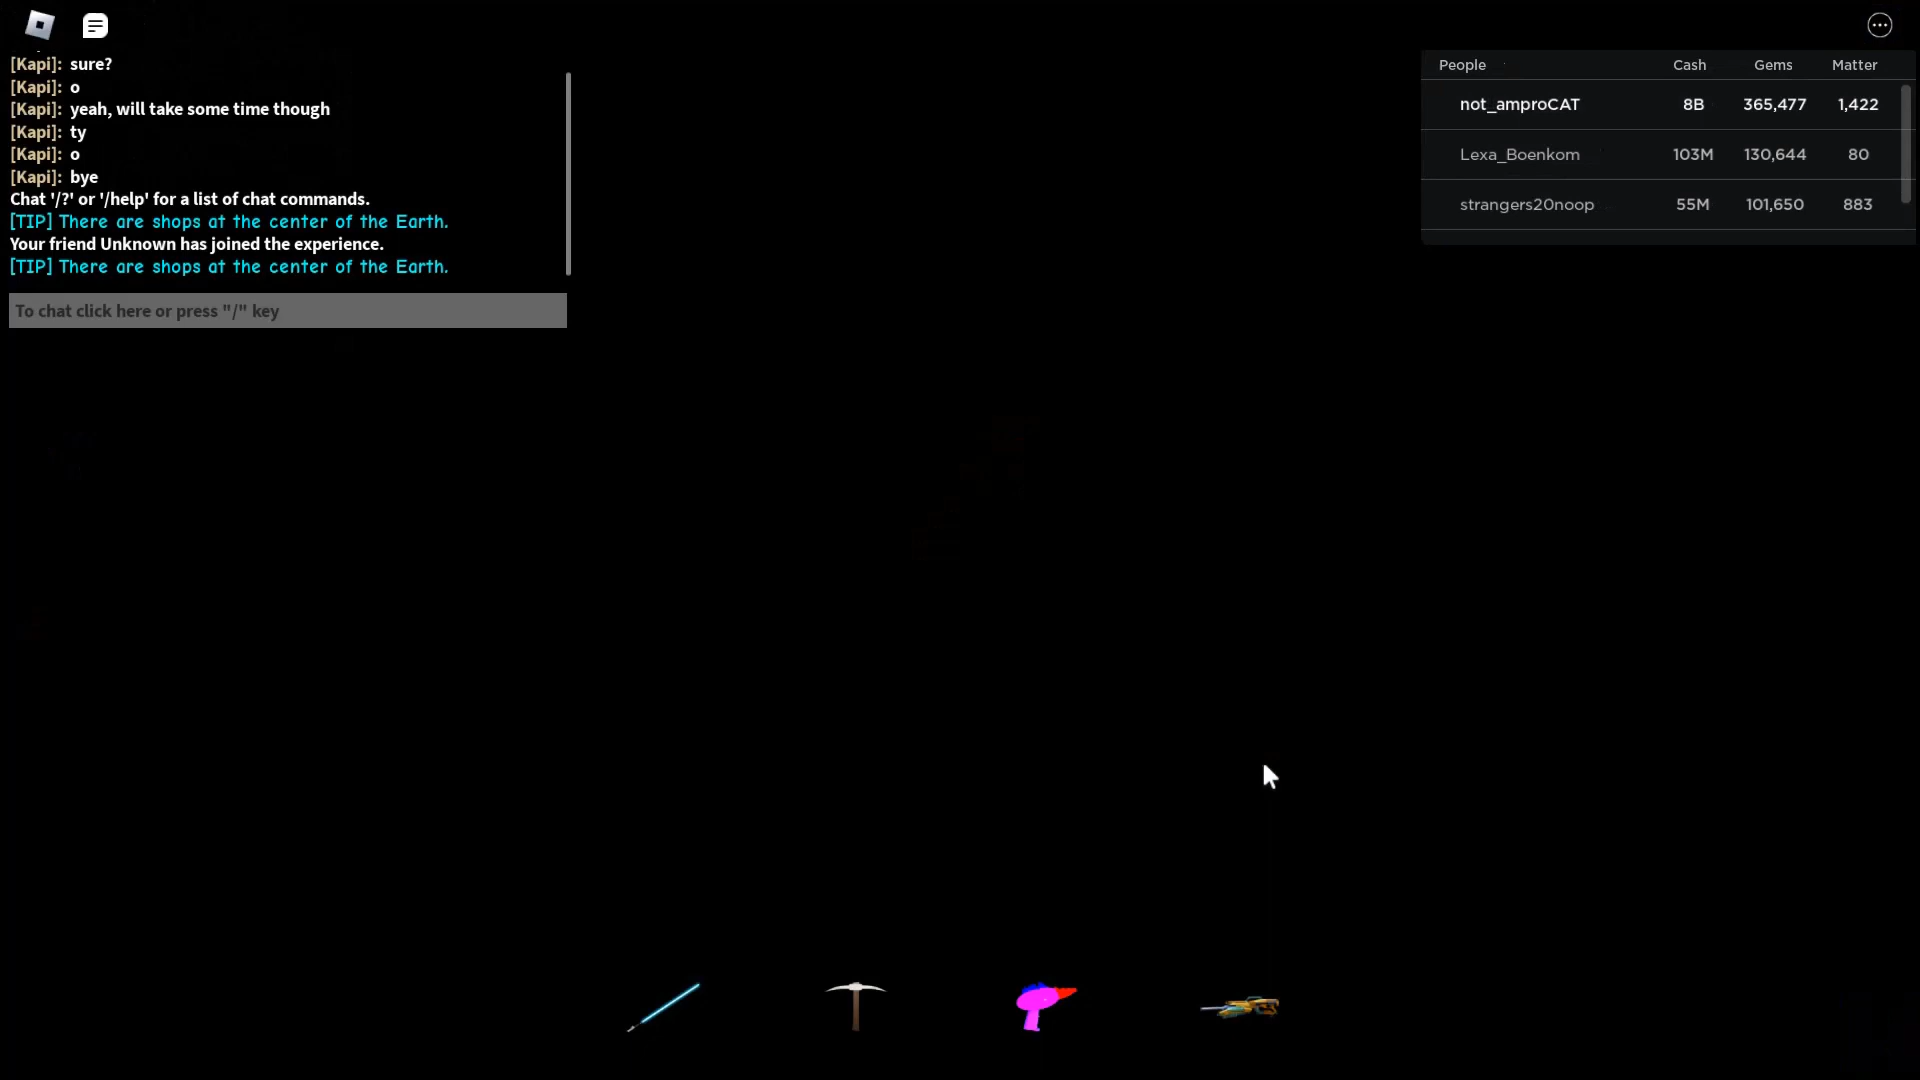 [Kapi]: sure?
[Kapi]: o
[Kapi]: yeah, will take some time though
[Kapi]: ty
[Kapi]: o
[Kapi]: bye
Chat '/?' or '/help' for a list of chat commands.
[TIP] There are shops at the center of the Earth.
Your friend Unknown has joined the experience.
[TIP] There are shops at the center of the Earth.
To chat click here or press "/" key
People Cash Gems Matter
not_amproCAT 8B 365,477 1,422
Lexa_Boenkom 103M 130,644 80
strangers20noop 55M 101,650 883